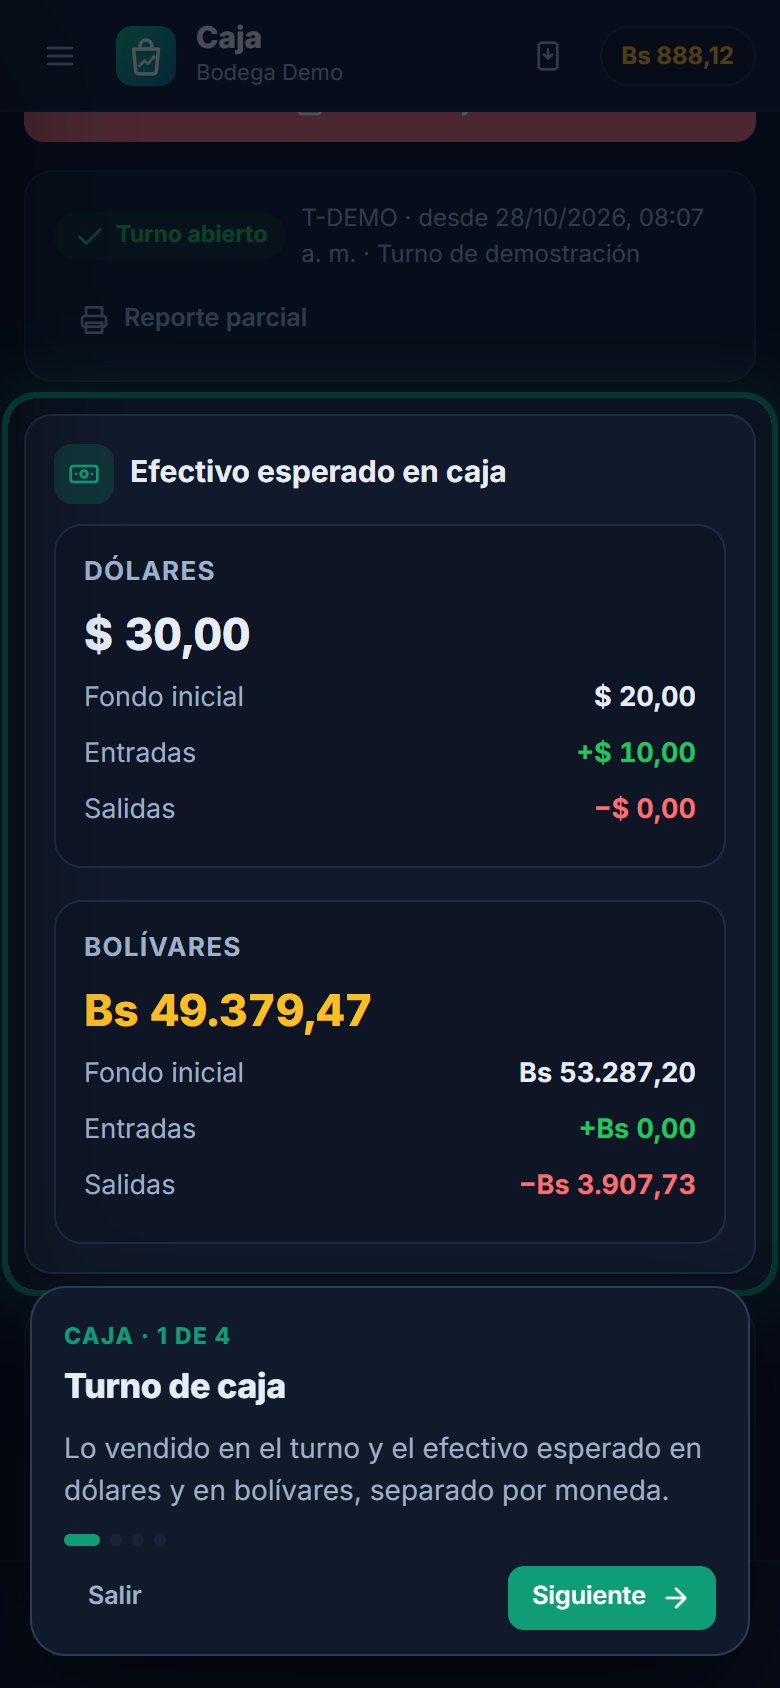 Caja
Bodega Demo
Bs 888,12
Turno abierto
T-DEMO · desde 28/10/2026, 08:07
a. m. · Turno de demostración
Reporte parcial
Efectivo esperado en caja
DÓLARES
$ 30,00
Fondo inicial $ 20,00
Entradas +$ 10,00
Salidas −$ 0,00
BOLÍVARES
Bs 49.379,47
Fondo inicial Bs 53.287,20
Entradas +Bs 0,00
Salidas −Bs 3.907,73
CAJA · 1 DE 4
Turno de caja
Lo vendido en el turno y el efectivo esperado en
dólares y en bolívares, separado por moneda.
Salir
Siguiente